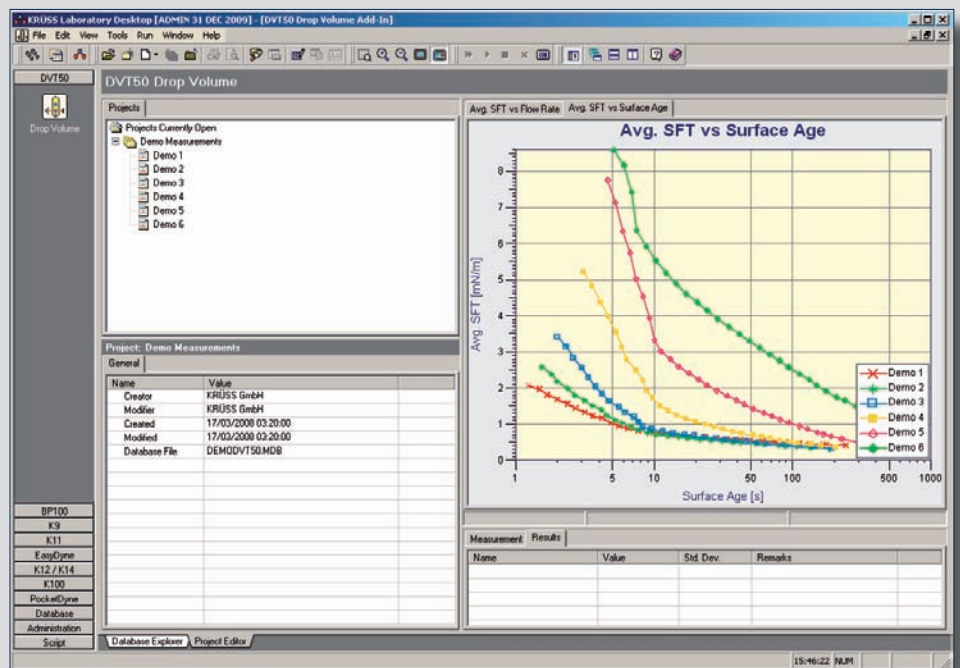 KRÜSS Laboratory Desktop [ADMIN 31 DEC 2009] - [DVT50 Drop Volume Add-In]
File Edit View Tools Run Window Help
DVT50
Drop Volume
DVT50 Drop Volume
Projects
Projects Currently Open
Demo Measurements
Demo 1
Demo 2
Demo 3
Demo 4
Demo 5
Demo 6
Project: Demo Measurements
General
Name Value
Creator KRÜSS GmbH
Modifier KRÜSS GmbH
Created 17/03/2008 03:20:00
Modified 17/03/2008 03:20:00
Database File DEMODVT50.MDB
BP100
K9
K11
EasyDyne
K12 / K14
K100
PocketDyne
Database
Administration
Script
Database Explorer Project Editor
Avg. SFT vs Flow Rate Avg. SFT vs Surface Age
Avg. SFT vs Surface Age
Avg. SFT [mN/m]
8
7
6
5
4
3
2
1
0
1 5 10 50 100 500 1000
Surface Age [s]
Demo 1
Demo 2
Demo 3
Demo 4
Demo 5
Demo 6
Measurement Results
Name Value Std. Dev. Remarks
15:46:22 NUM